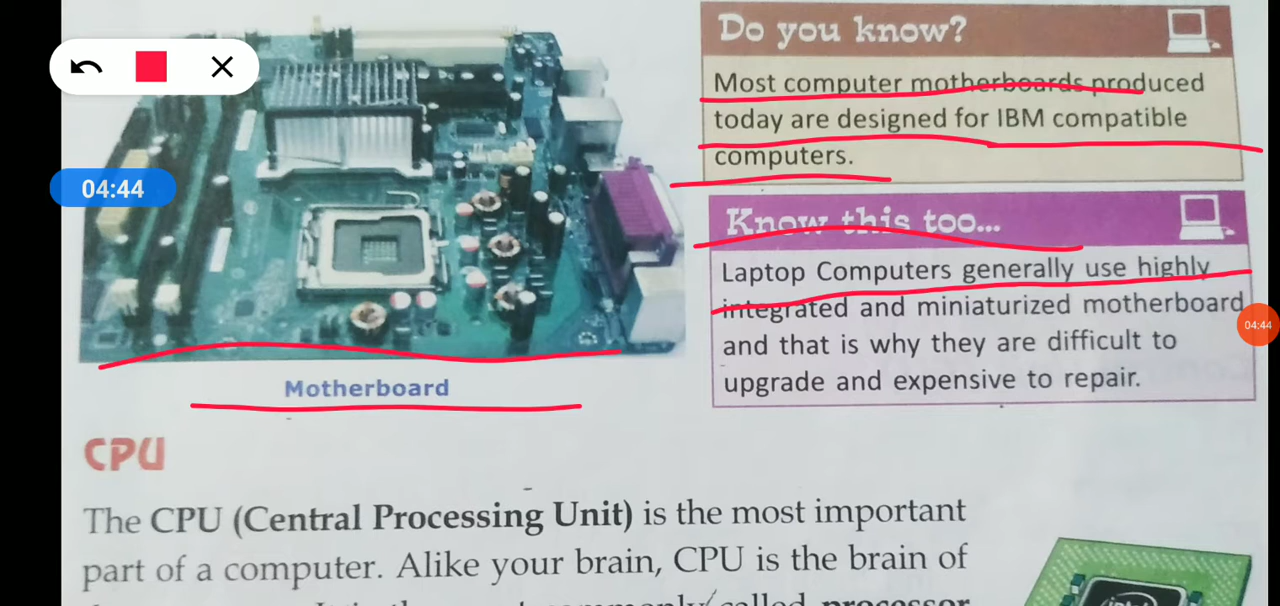 04:44
Do you know?
Most computer motherboards produced
today are designed for IBM compatible
computers.
Know this too...
Laptop Computers generally use highly
integrated and miniaturized motherboard
and that is why they are difficult to
upgrade and expensive to repair.
04:44
Motherboard
CPU
The CPU (Central Processing Unit) is the most important
part of a computer. Alike your brain, CPU is the brain of
commonly called processor